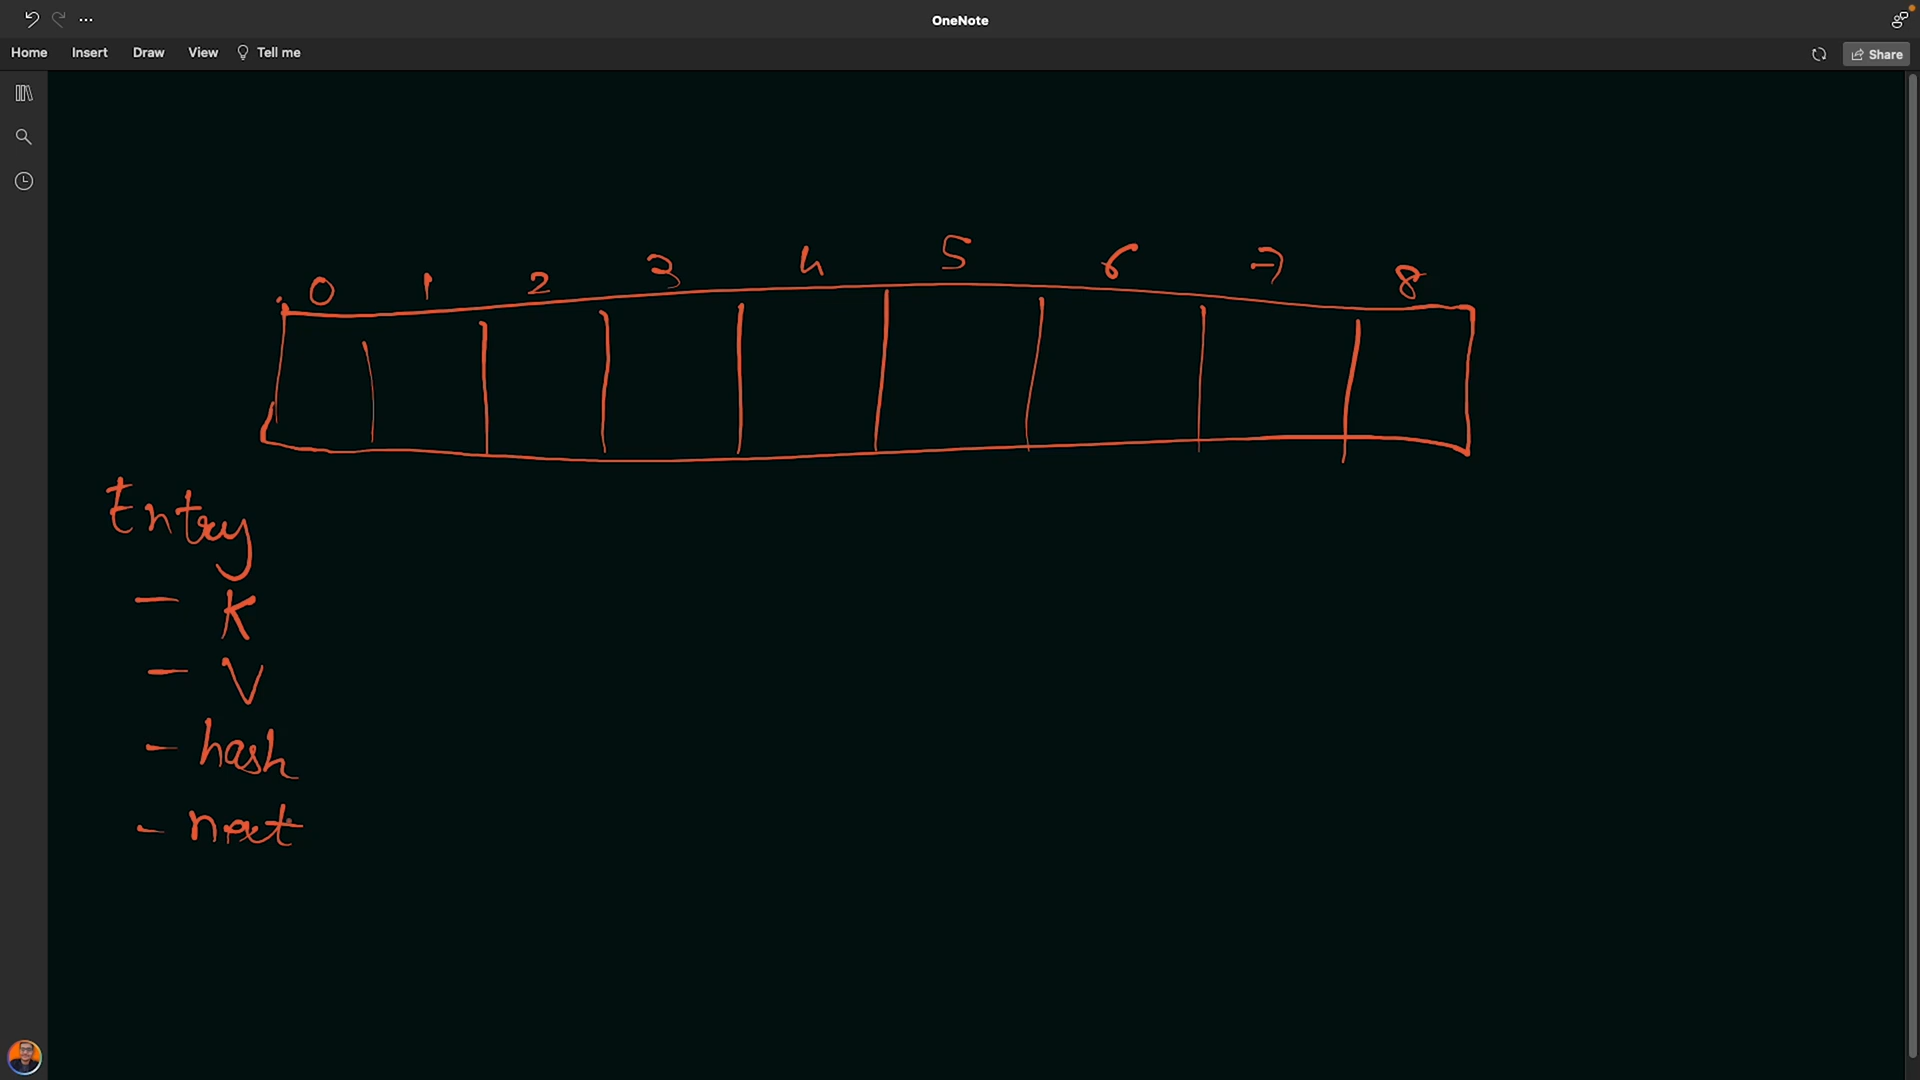 OneNote
Home Insert Draw View Tell me Share
0 1 2 3 4 5 6 7 8
Entry
- K
- V
- hash
- next